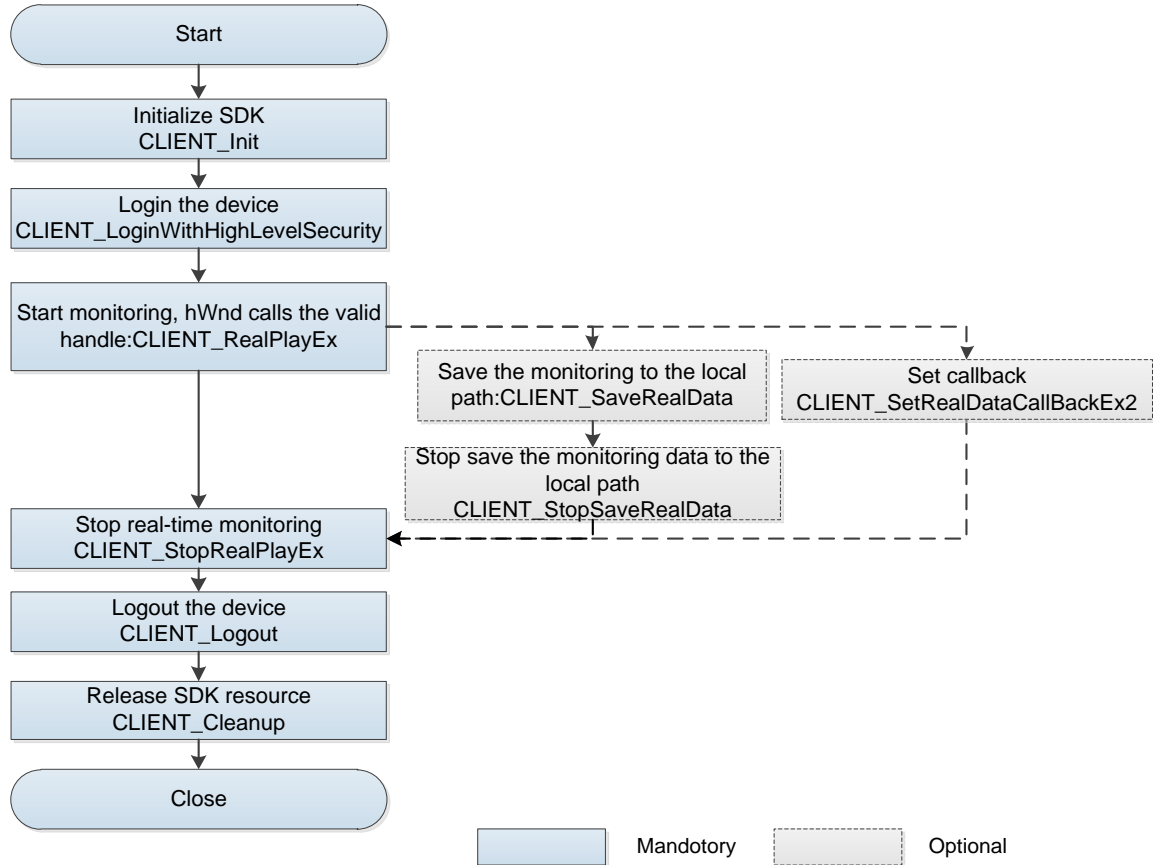 Start
Initialize SDK
CLIENT_Init
Login the device
CLIENT_LoginWithHighLevelSecurity
Start monitoring, hWnd calls the valid
handle:CLIENT_RealPlayEx
Save the monitoring to the local
path:CLIENT_SaveRealData
Set callback
CLIENT_SetRealDataCallBackEx2
Stop save the monitoring data to the
local path
CLIENT_StopSaveRealData
Stop real-time monitoring
CLIENT_StopRealPlayEx
Logout the device
CLIENT_Logout
Release SDK resource
CLIENT_Cleanup
Close
Mandotory
Optional